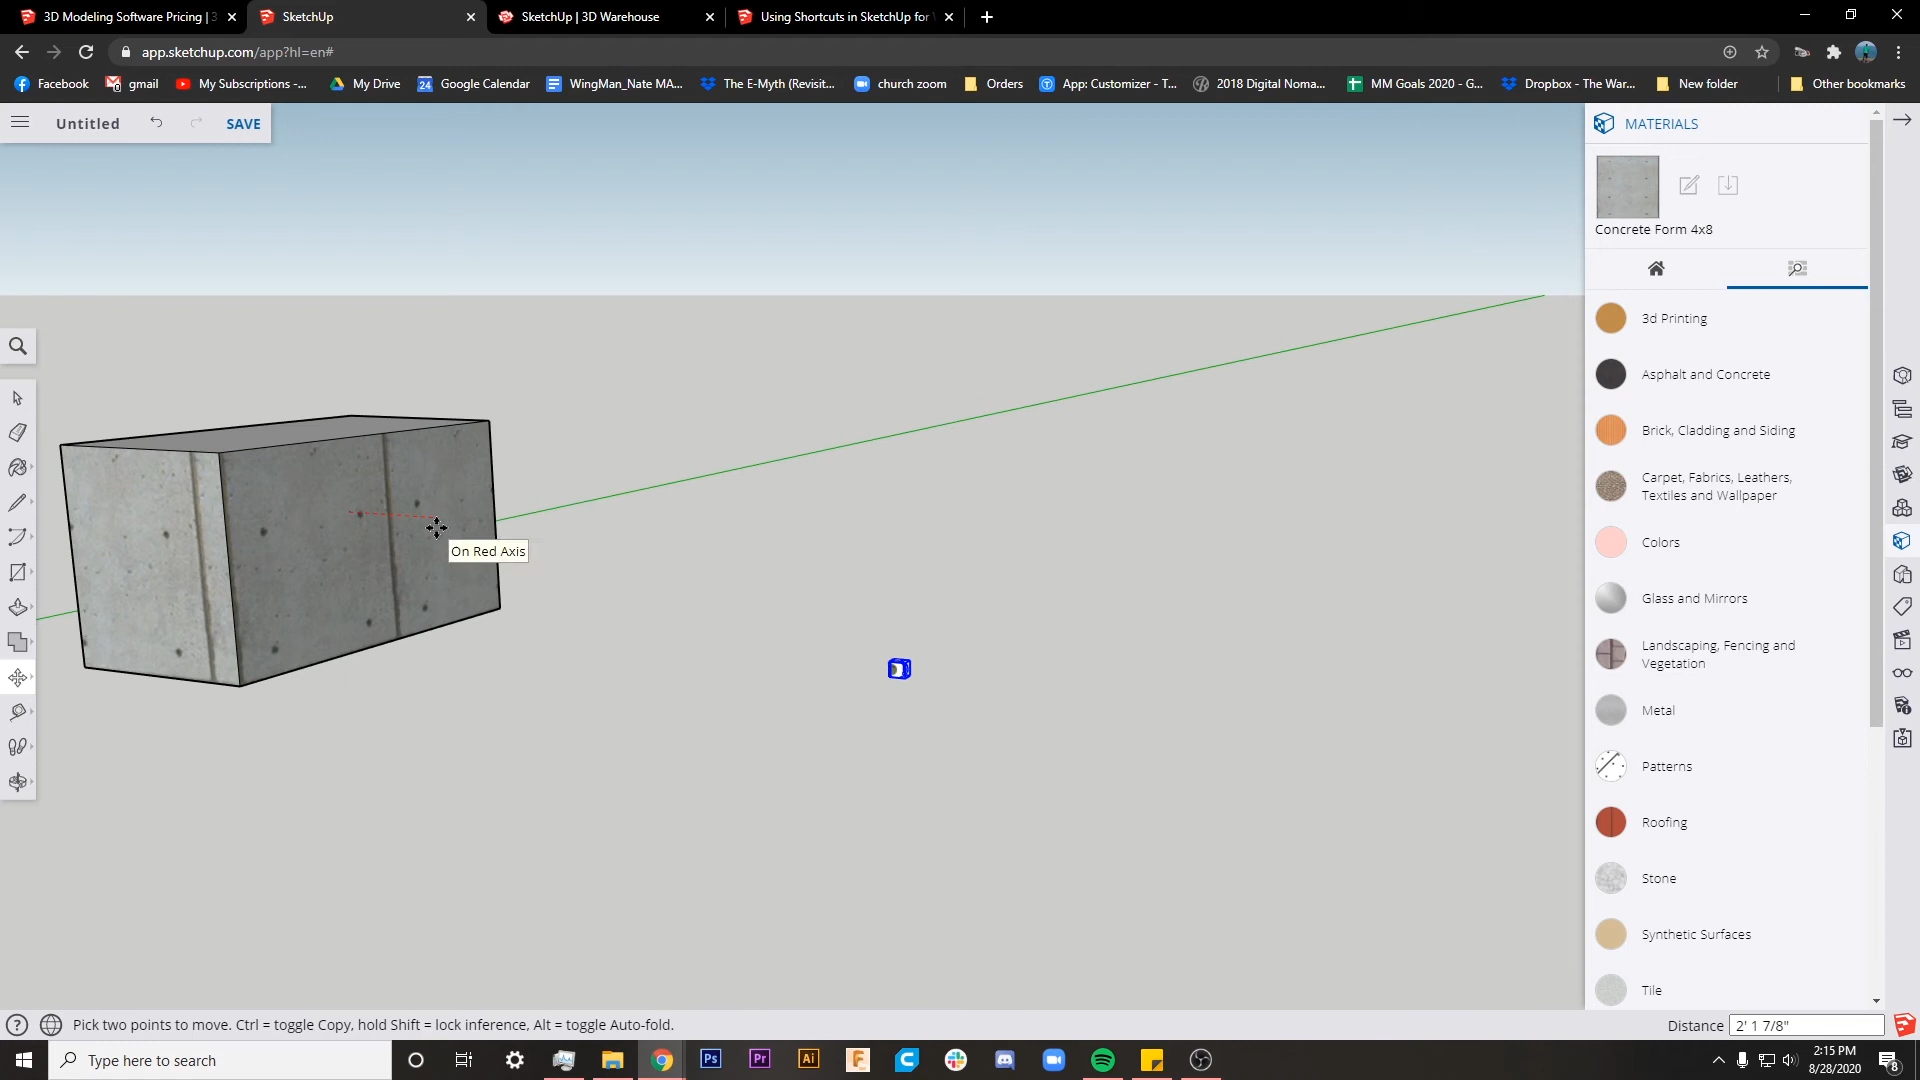 3D Modeling Software Pricing | 3
SketchUp
SketchUp | 3D Warehouse
Using Shortcuts in SketchUp for
app.sketchup.com/app?hl=en#
Facebook
gmail
My Subscriptions -...
My Drive
24
Google Calendar
WingMan_Nate MA...
The E-Myth (Revisit...
church zoom
Orders
App: Customizer - T...
2018 Digital Noma...
MM Goals 2020 - G...
Dropbox - The War...
New folder
Other bookmarks
Untitled
SAVE
MATERIALS
Concrete Form 4x8
3d Printing
Asphalt and Concrete
Brick, Cladding and Siding
Carpet, Fabrics, Leathers,
Textiles and Wallpaper
Colors
Glass and Mirrors
Landscaping, Fencing and
Vegetation
Metal
Patterns
Roofing
Stone
Synthetic Surfaces
Tile
On Red Axis
Pick two points to move. Ctrl = toggle Copy, hold Shift = lock inference, Alt = toggle Auto-fold.
Distance 2' 1 7/8"
Type here to search
Ps
Pr
Ai
2:15 PM
8/28/2020
8